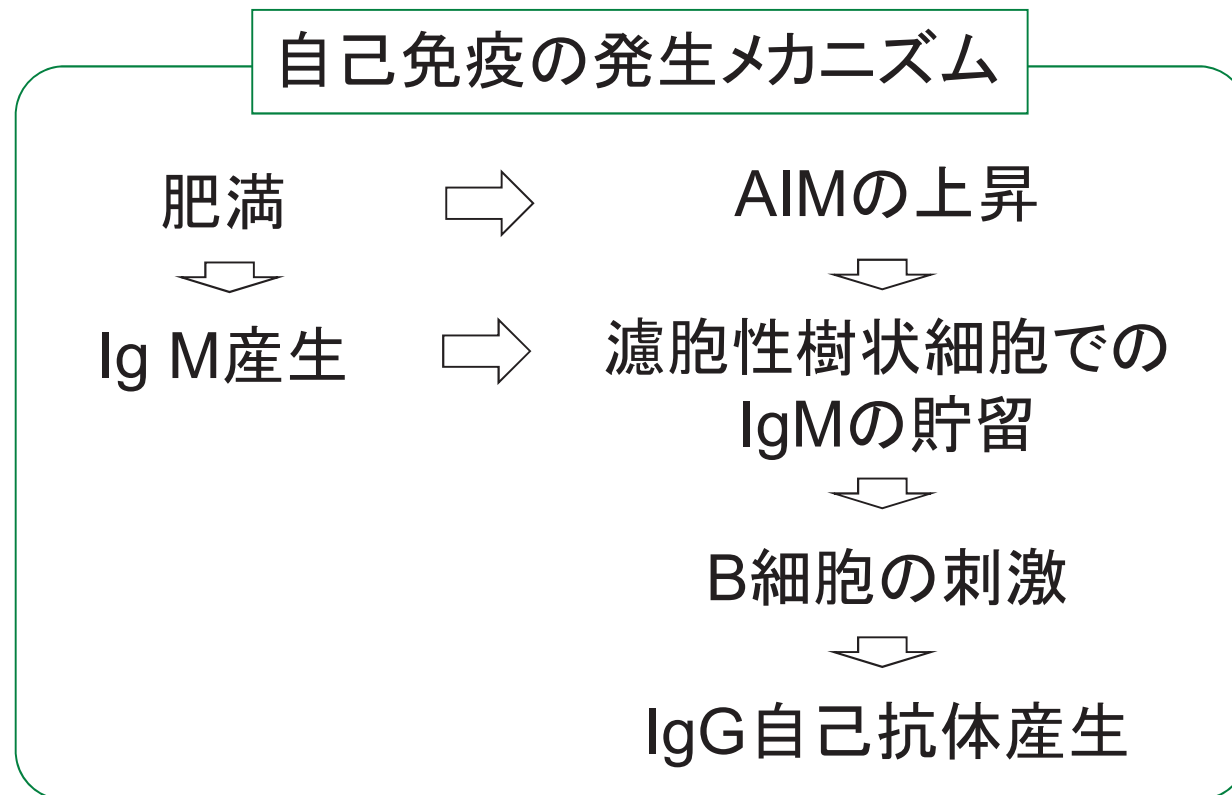 自己免疫の発生メカニズム
肥満
AIMの上昇
Ig M産生
濾胞性樹状細胞での
IgMの貯留
B細胞の刺激
IgG自己抗体産生